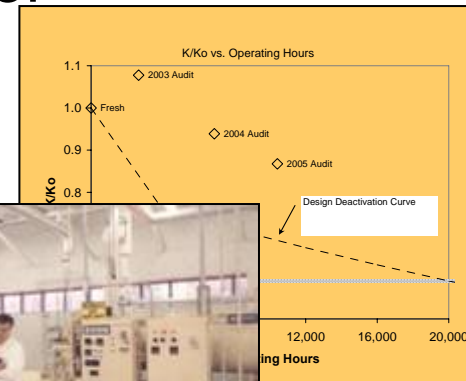 K/Ko vs. Operating Hours
1.1
2003 Audit
1.0
Fresh
2004 Audit
0.9
2005 Audit
0.8
K/Ko
Design Deactivation Curve
12,000 16,000 20,000
ting Hours